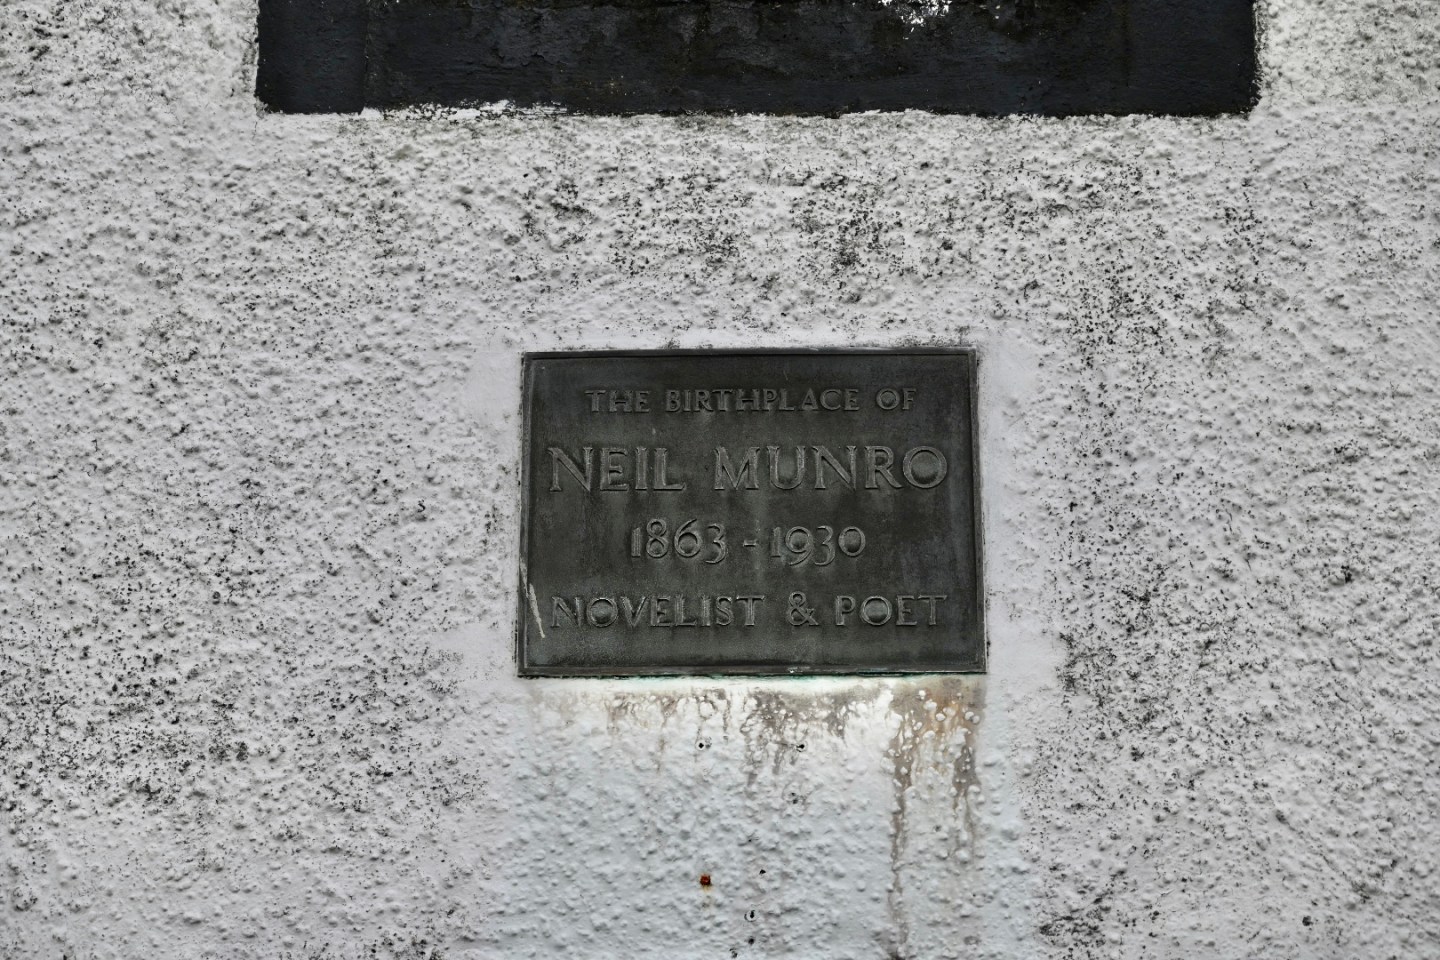 THE BIRTHPLACE OF
NEIL MUNRO
1863 - 1930
NOVELIST & POET